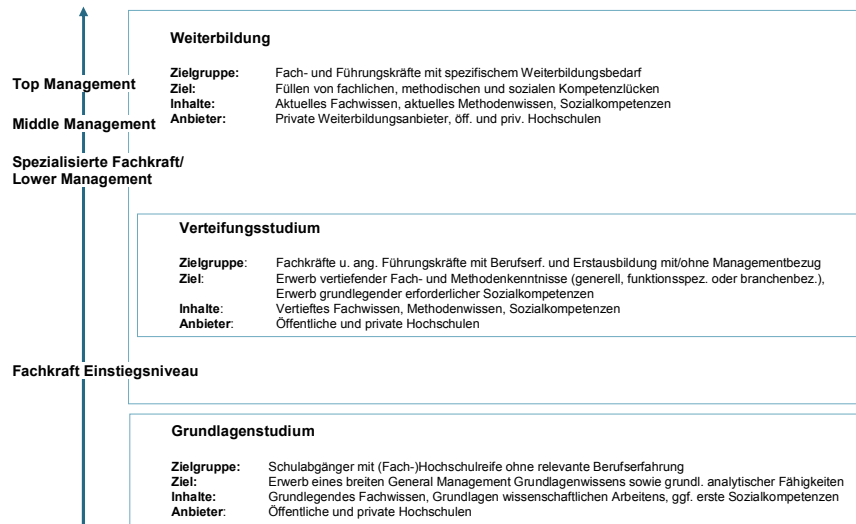 Weiterbildung
Zielgruppe: Fach- und Führungskräfte mit spezifischem Weiterbildungsbedarf
Ziel: Füllen von fachlichen, methodischen und sozialen Kompetenzlücken
Inhalte: Aktuelles Fachwissen, aktuelles Methodenwissen, Sozialkompetenzen
Anbieter: Private Weiterbildungsanbieter, öff. und priv. Hochschulen
Top Management
Middle Management
Spezialisierte Fachkraft/
Lower Management
Verteifungsstudium
Zielgruppe: Fachkräfte u. ang. Führungskräfte mit Berufserf. und Erstausbildung mit/ohne Managementbezug
Ziel: Erwerb vertiefender Fach- und Methodenkenntnisse (generell, funktionsspez. oder branchenbez.),
Erwerb grundlegender erforderlicher Sozialkompetenzen
Inhalte: Vertieftes Fachwissen, Methodenwissen, Sozialkompetenzen
Anbieter: Öffentliche und private Hochschulen
Fachkraft Einstiegsniveau
Grundlagenstudium
Zielgruppe: Schulabgänger mit (Fach-)Hochschulreife ohne relevante Berufserfahrung
Ziel: Erwerb eines breiten General Management Grundlagenwissens sowie grundl. analytischer Fähigkeiten
Inhalte: Grundlegendes Fachwissen, Grundlagen wissenschaftlichen Arbeitens, ggf. erste Sozialkompetenzen
Anbieter: Öffentliche und private Hochschulen